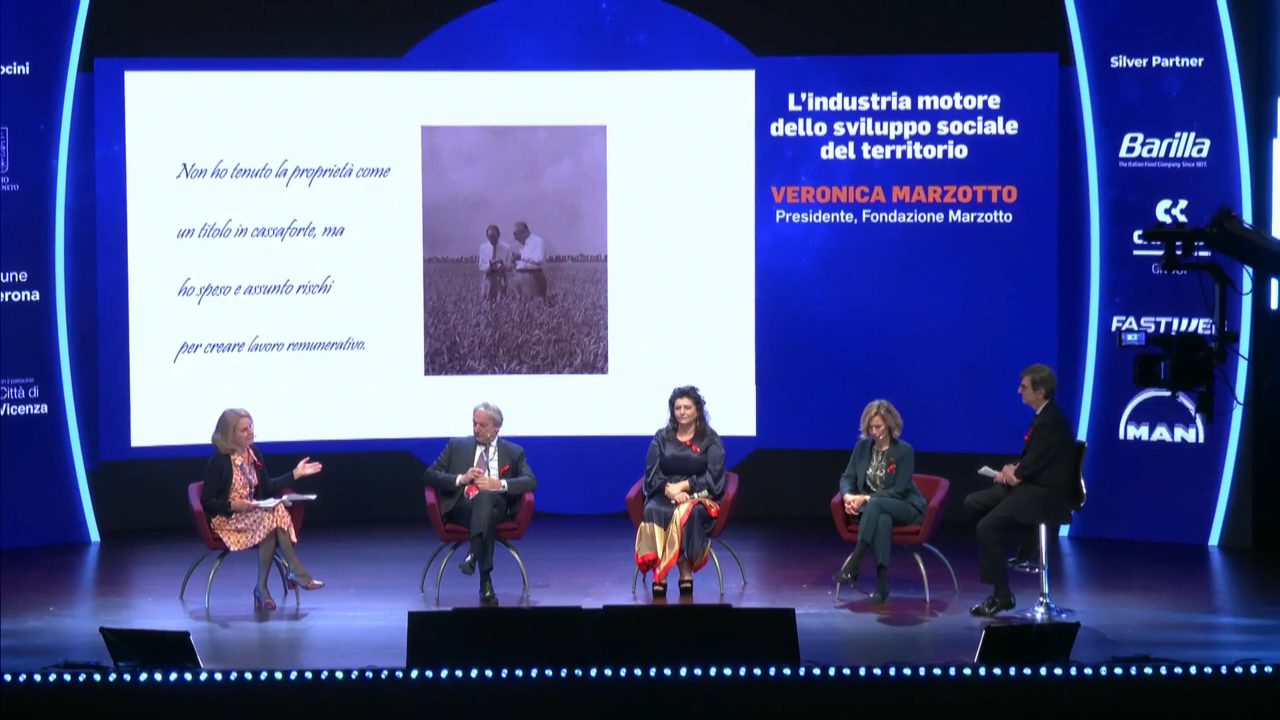 Non ho tenuto la proprietà come
un titolo in cassaforte, ma
ho speso e assunto rischi
per creare lavoro remunerativo.
L'industria motore
dello sviluppo sociale
del territorio
VERONICA MARZOTTO
Presidente, Fondazione Marzotto
Silver Partner
Barilla
The Italian Food Company. Since 1877.
FASTWEB
MAN
Città di
Vicenza